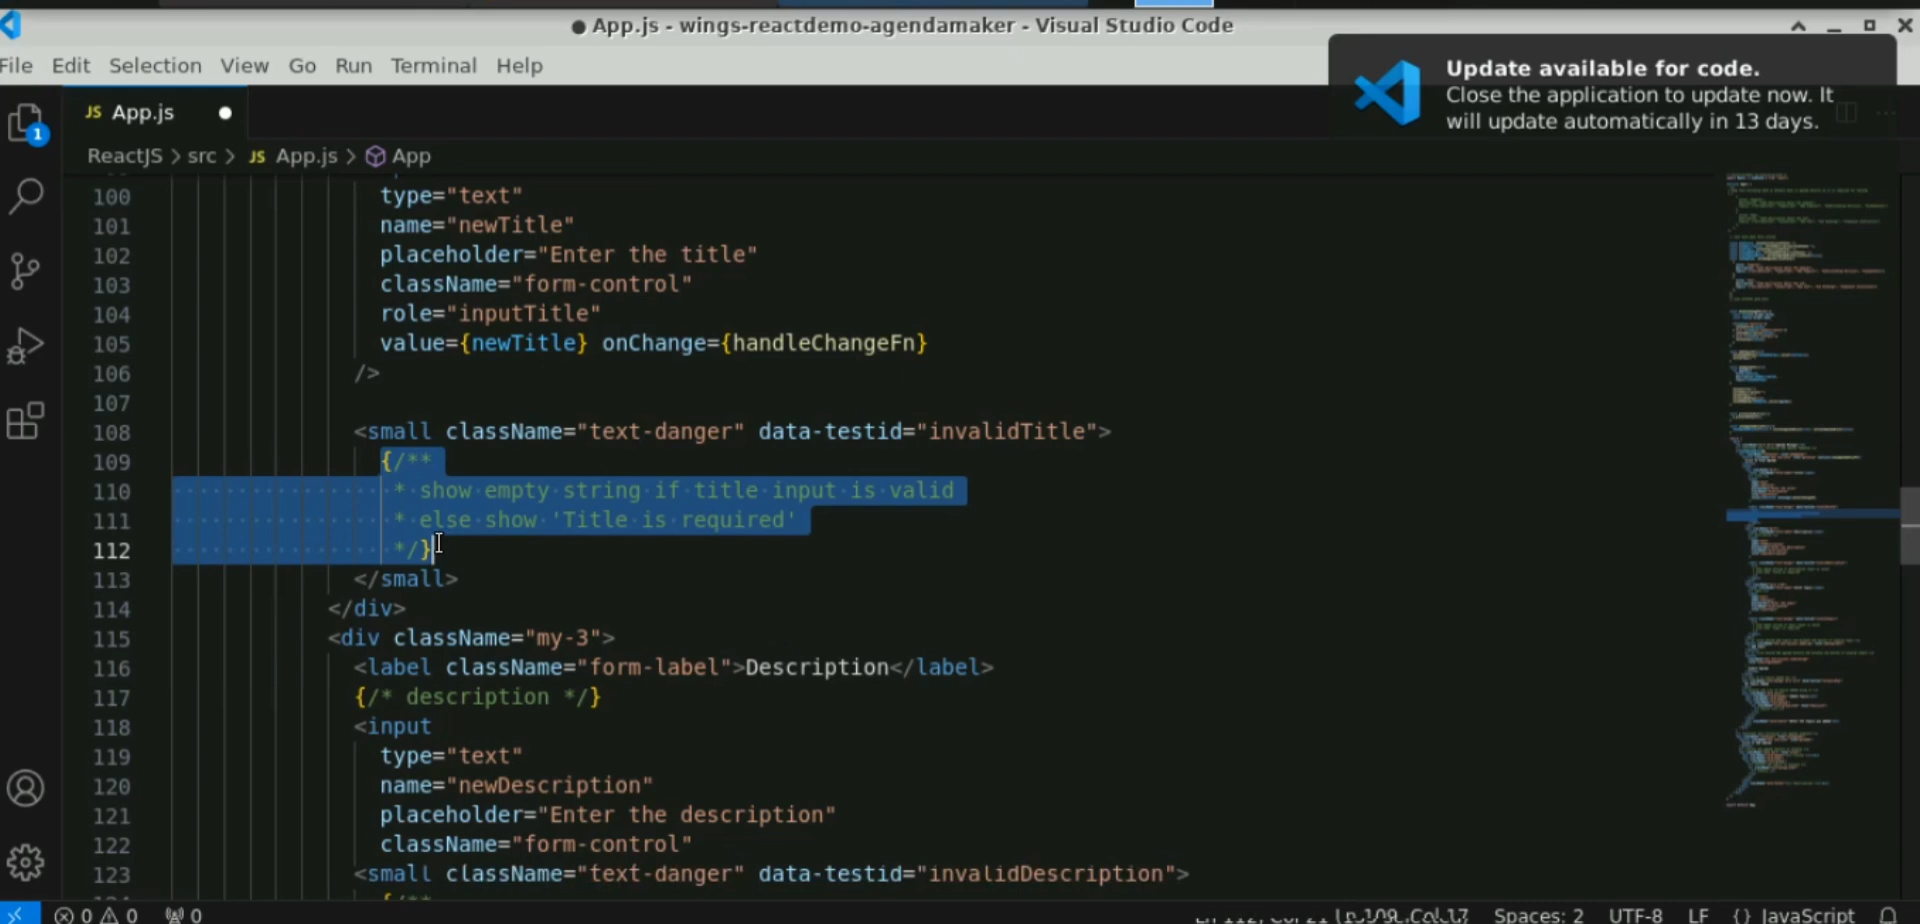 ● App.js - wings-reactdemo-agendamaker - Visual Studio Code
File Edit Selection View Go Run Terminal Help
Update available for code.
Close the application to update now. It
will update automatically in 13 days.
JS App.js ●
1
ReactJS > src > JS App.js > App
100 type="text"
101 name="newTitle"
102 placeholder="Enter the title"
103 className="form-control"
104 role="inputTitle"
105 value={newTitle} onChange={handleChangeFn}
106 />
107
108 <small className="text-danger" data-testid="invalidTitle">
109 {/**
110 * show empty string if title input is valid
111 * else show 'Title is required'
112 */}
113 </small>
114 </div>
115 <div className="my-3">
116 <label className="form-label">Description</label>
117 {/* description */}
118 <input
119 type="text"
120 name="newDescription"
121 placeholder="Enter the description"
122 className="form-control"
123 <small className="text-danger" data-testid="invalidDescription">
{/**
0 0 0 Spaces: 2 UTF-8 LF {} JavaScript